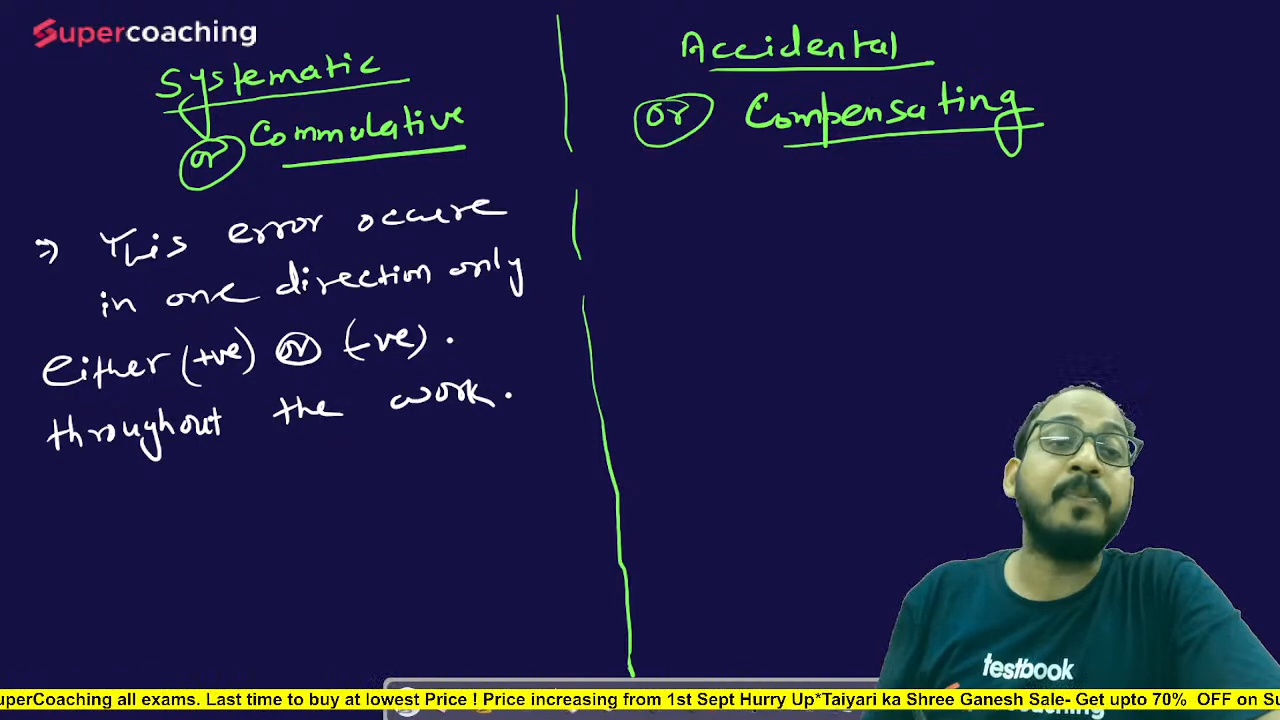 Supercoaching
Systematic
or Commulative
⇒ This error occure
in one direction only
either (+ve) or (-ve).
throughout the work.
Accidental
or Compensating
testbook
uperCoaching all exams. Last time to buy at lowest Price ! Price increasing from 1st Sept Hurry Up*Taiyari ka Shree Ganesh Sale- Get upto 70% OFF on Su